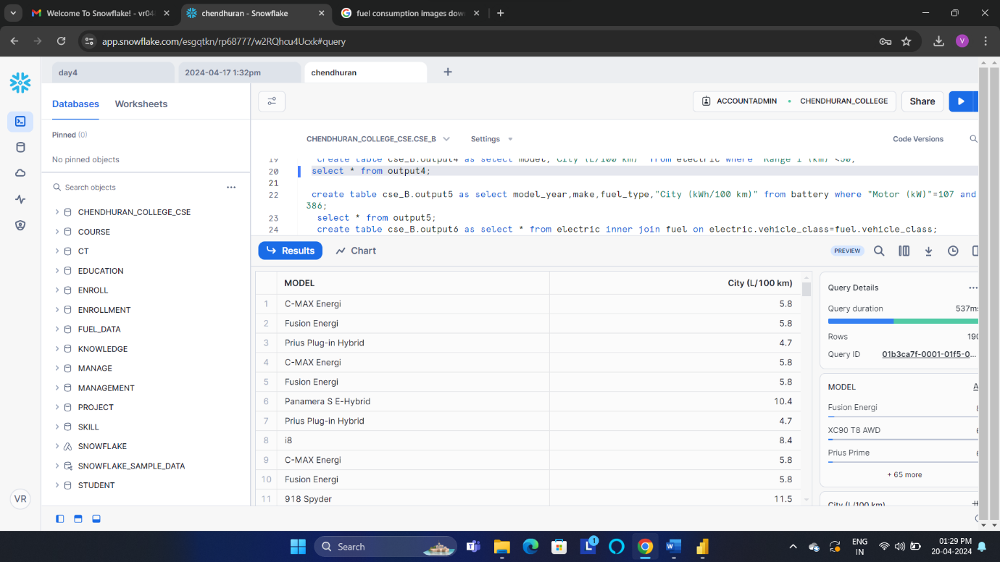 Welcome To Snowflake! - vr04
chendhuran - Snowflake
fuel consumption images dow
app.snowflake.com/esgqtkn/rp68777/w2RQhcu4Ucxk#query
V
day4
2024-04-17 1:32pm
chendhuran
Databases
Worksheets
ACCOUNTADMIN
CHENDHURAN_COLLEGE
Share
Pinned (0)
No pinned objects
CHENDHURAN_COLLEGE_CSE.CSE_B
Settings
Code Versions
Search objects
CHENDHURAN_COLLEGE_CSE
COURSE
CT
EDUCATION
ENROLL
ENROLLMENT
FUEL_DATA
KNOWLEDGE
MANAGE
MANAGEMENT
PROJECT
SKILL
SNOWFLAKE
SNOWFLAKE_SAMPLE_DATA
STUDENT
VR
19 create table cse_B.output4 as select model,"City (L/100 km)" from electric where "Range 1 (km)"<50;
20 select * from output4;
21
22 create table cse_B.output5 as select model_year,make,fuel_type,"City (kWh/100 km)" from battery where "Motor (kW)"=107 and
386;
23 select * from output5;
24 create table cse_B.output6 as select * from electric inner join fuel on electric.vehicle_class=fuel.vehicle_class;
Results
Chart
PREVIEW
MODEL City (L/100 km)
1 C-MAX Energi 5.8
2 Fusion Energi 5.8
3 Prius Plug-in Hybrid 4.7
4 C-MAX Energi 5.8
5 Fusion Energi 5.8
6 Panamera S E-Hybrid 10.4
7 Prius Plug-in Hybrid 4.7
8 i8 8.4
9 C-MAX Energi 5.8
10 Fusion Energi 5.8
11 918 Spyder 11.5
Query Details
Query duration 537ms
Rows 190
Query ID 01b3ca7f-0001-01f5-0...
MODEL A
Fusion Energi
XC90 T8 AWD
Prius Prime
+ 65 more
City (L/100 km) #
Search
1
ENG
IN
01:29 PM
20-04-2024